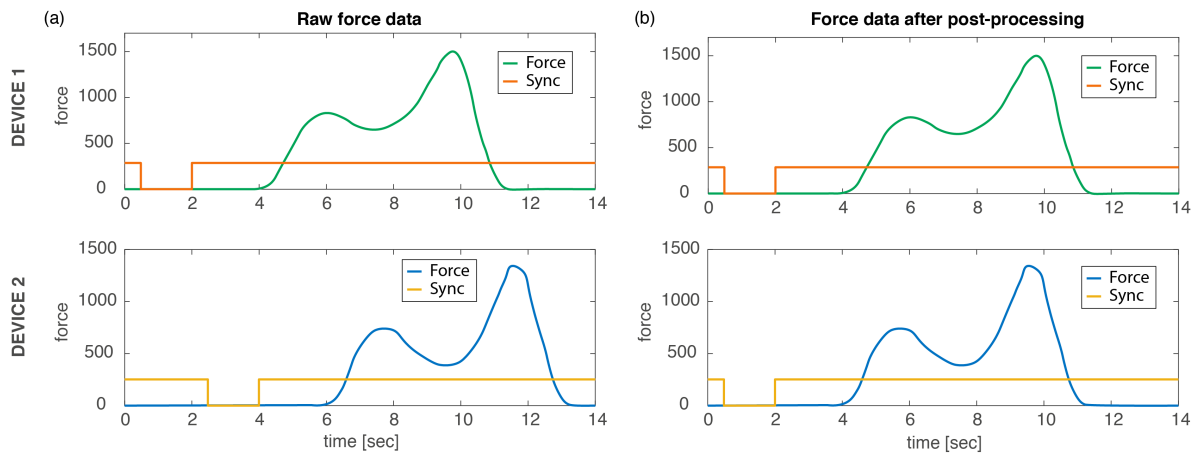 (a)
Raw force data
(b)
Force data after post-processing
DEVICE 1
force
1500
1000
500
0
Force
Sync
0 2 4 6 8 10 12 14
force
1500
1000
500
0
Force
Sync
0 2 4 6 8 10 12 14
DEVICE 2
force
1500
1000
500
0
Force
Sync
0 2 4 6 8 10 12 14
time [sec]
force
1500
1000
500
0
Force
Sync
0 2 4 6 8 10 12 14
time [sec]